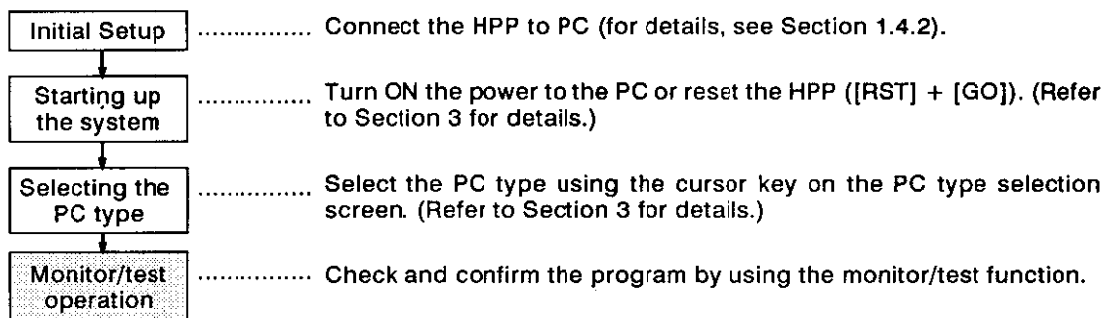 Initial Setup ................ Connect the HPP to PC (for details, see Section 1.4.2).
Starting up the system ................ Turn ON the power to the PC or reset the HPP ([RST] + [GO]). (Refer
to Section 3 for details.)
Selecting the PC type ................ Select the PC type using the cursor key on the PC type selection
screen. (Refer to Section 3 for details.)
Monitor/test operation ................ Check and confirm the program by using the monitor/test function.